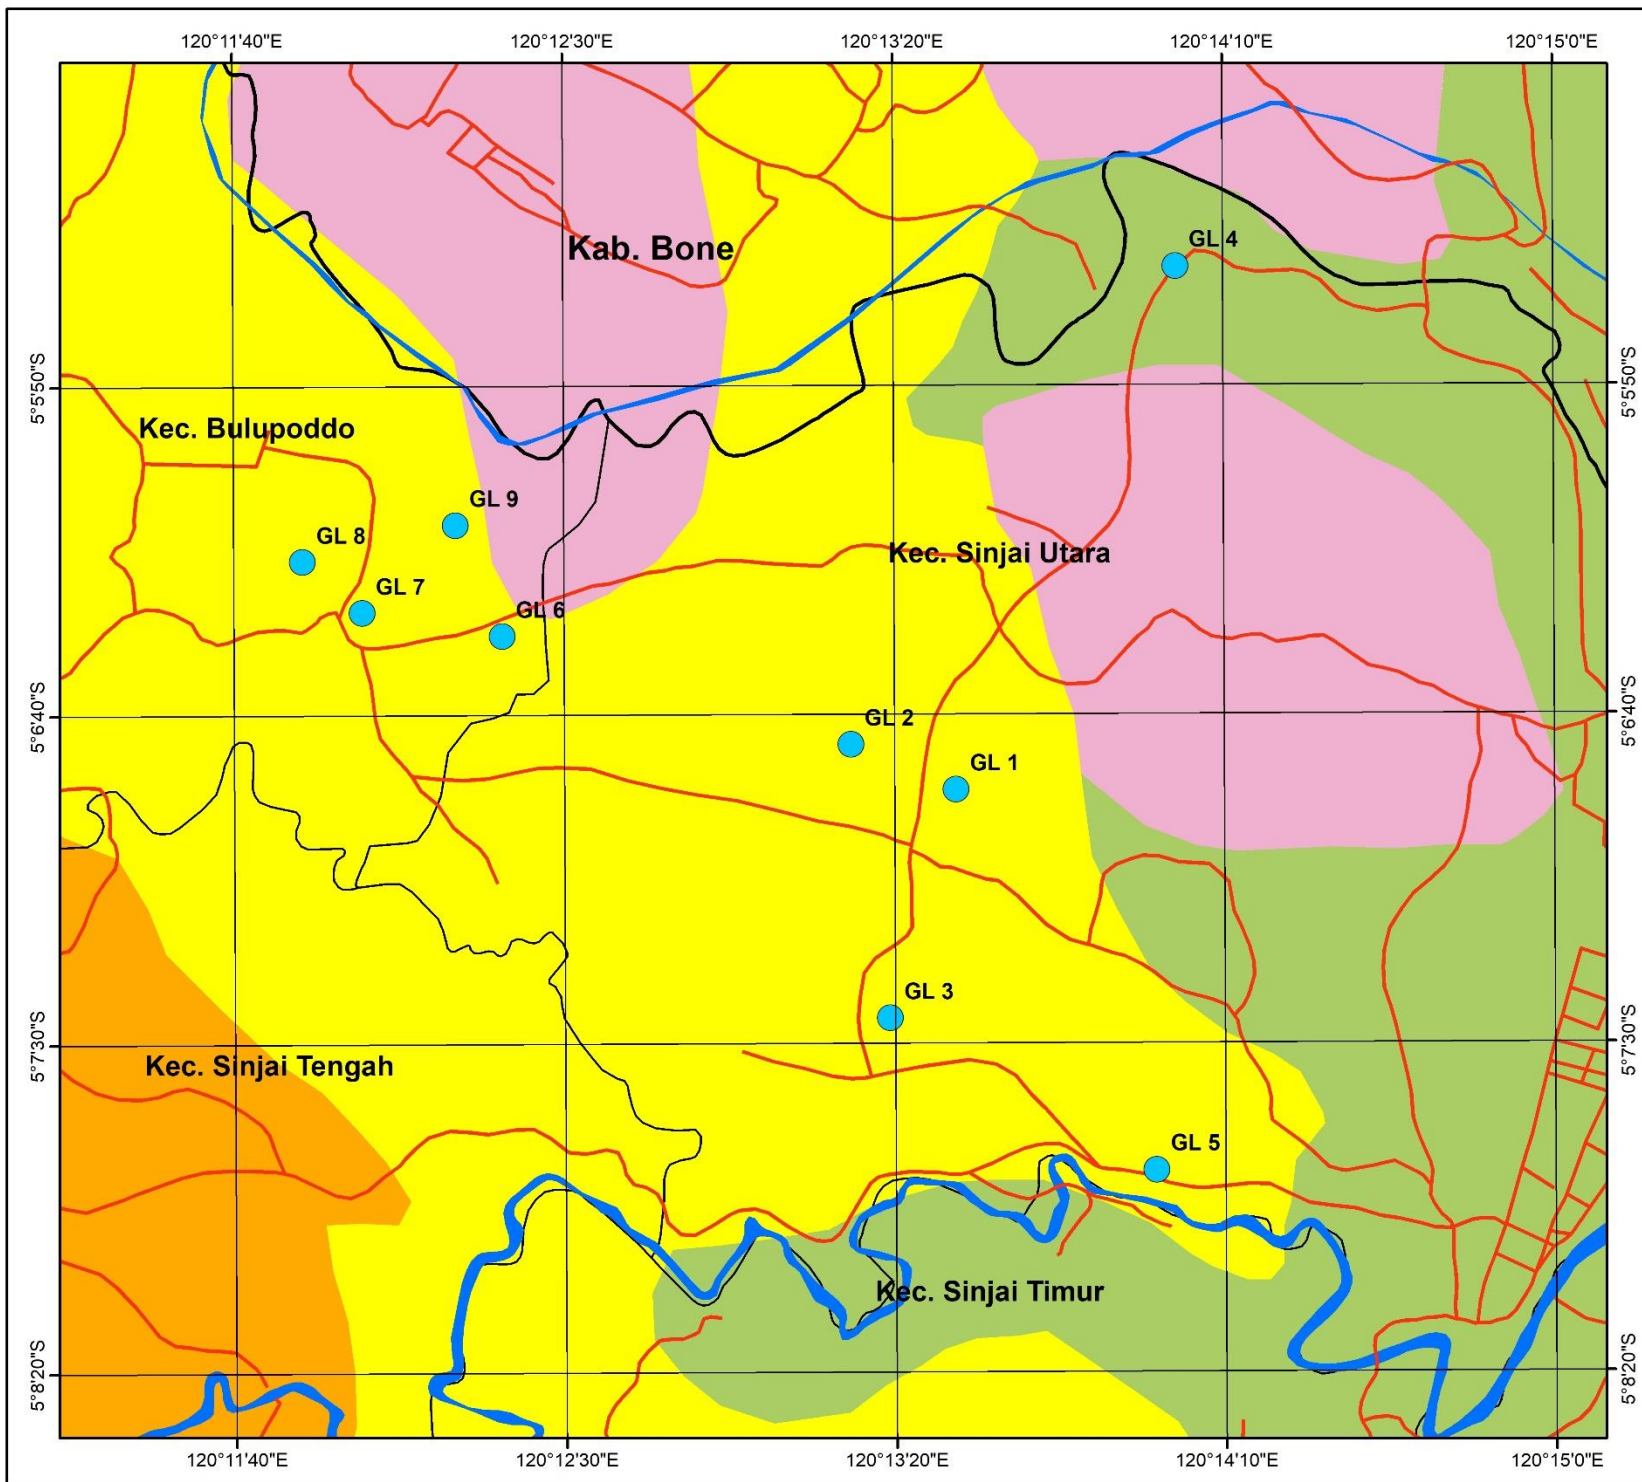 120°11'40"E
120°12'30"E
120°13'20"E
120°14'10"E
120°15'0"E
GL 4
Kab. Bone
5°5'50"S
5°5'50"S
Kec. Bulupoddo
GL 9
GL 8
Kec. Sinjai Utara
GL 7
GL 6
5°6'40"S
5°6'40"S
GL 2
GL 1
GL 3
5°7'30"S
5°7'30"S
Kec. Sinjai Tengah
GL 5
Kec. Sinjai Timur
5°8'20"S
5°8'20"S
120°11'40"E
120°12'30"E
120°13'20"E
120°14'10"E
120°15'0"E